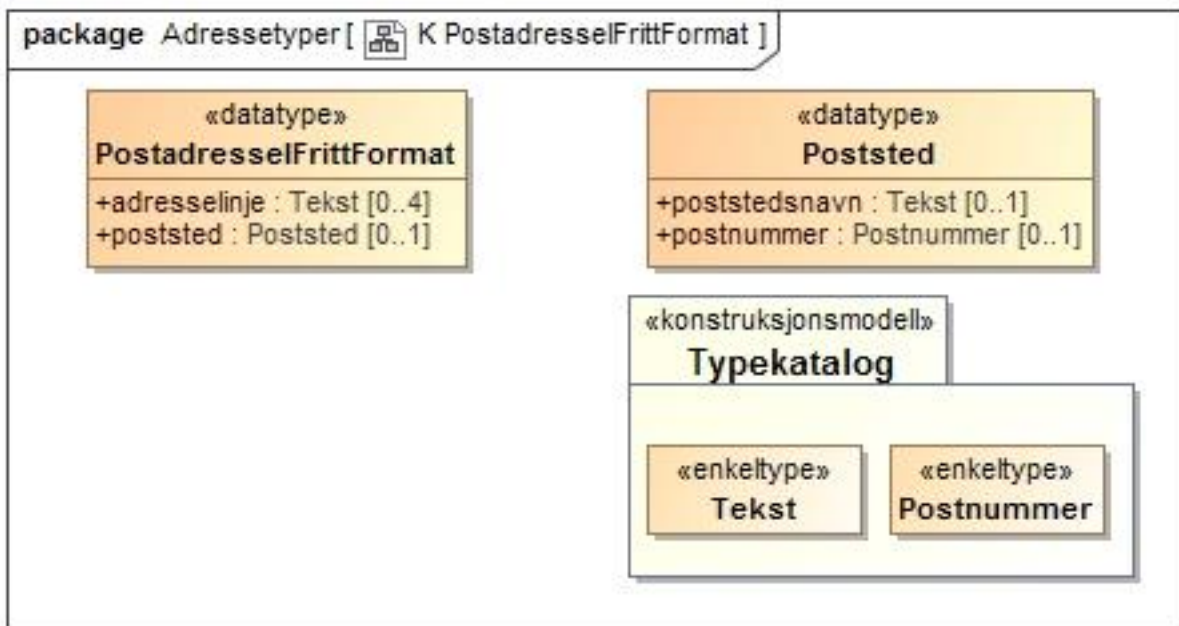 package Adressetyper [ K PostadresseIFrittFormat ]
«datatype»
PostadresseIFrittFormat
+adresselinje : Tekst [0..4]
+poststed : Poststed [0..1]
«datatype»
Poststed
+poststedsnavn : Tekst [0..1]
+postnummer : Postnummer [0..1]
«konstruksjonsmodell»
Typekatalog
«enkeltype»
Tekst
«enkeltype»
Postnummer